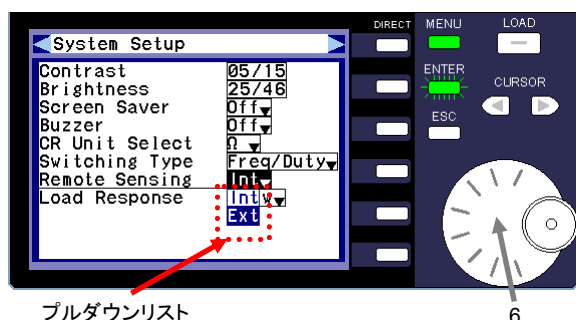 DIRECT MENU LOAD
System Setup
Contrast 05/15
Brightness 25/46
ENTER
CURSOR
Screen Saver Off
ESC
Buzzer Off
CR Unit Select Ω
Switching Type Freq/Duty
Remote Sensing Int
Load Response Int w
Ext
プルダウンリスト
6